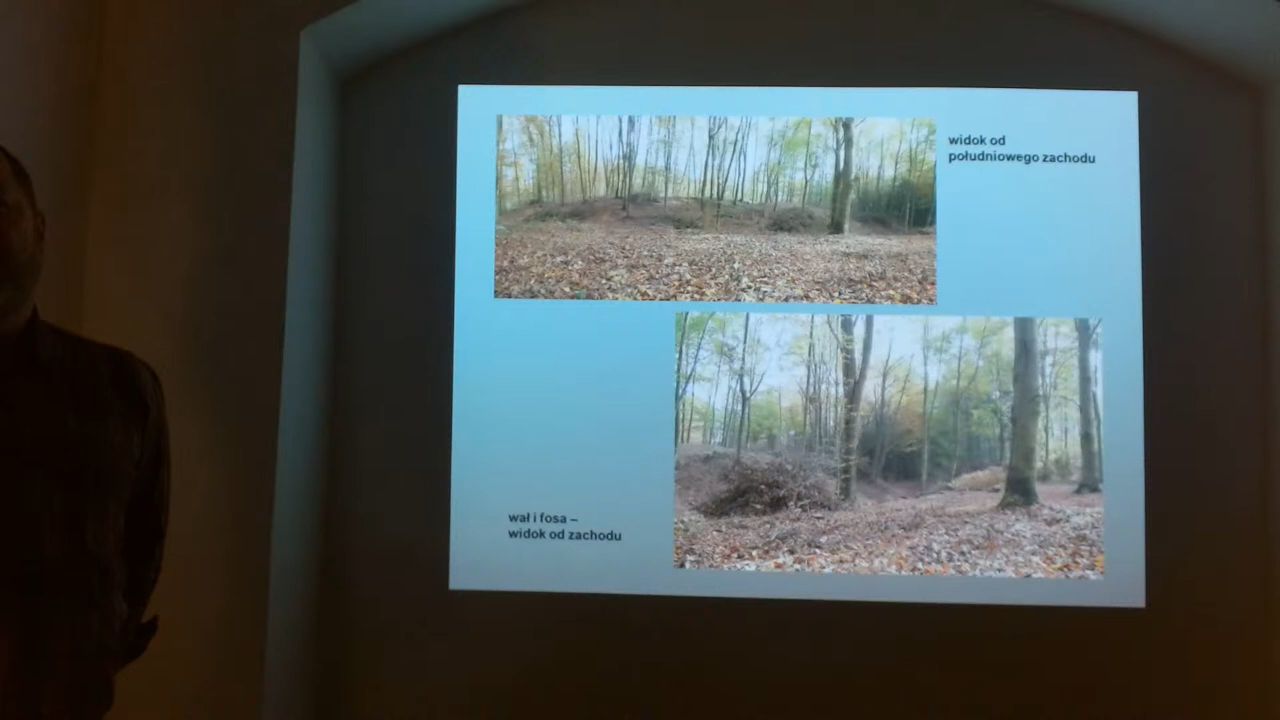 widok od
południowego zachodu
wał i fosa –
widok od zachodu